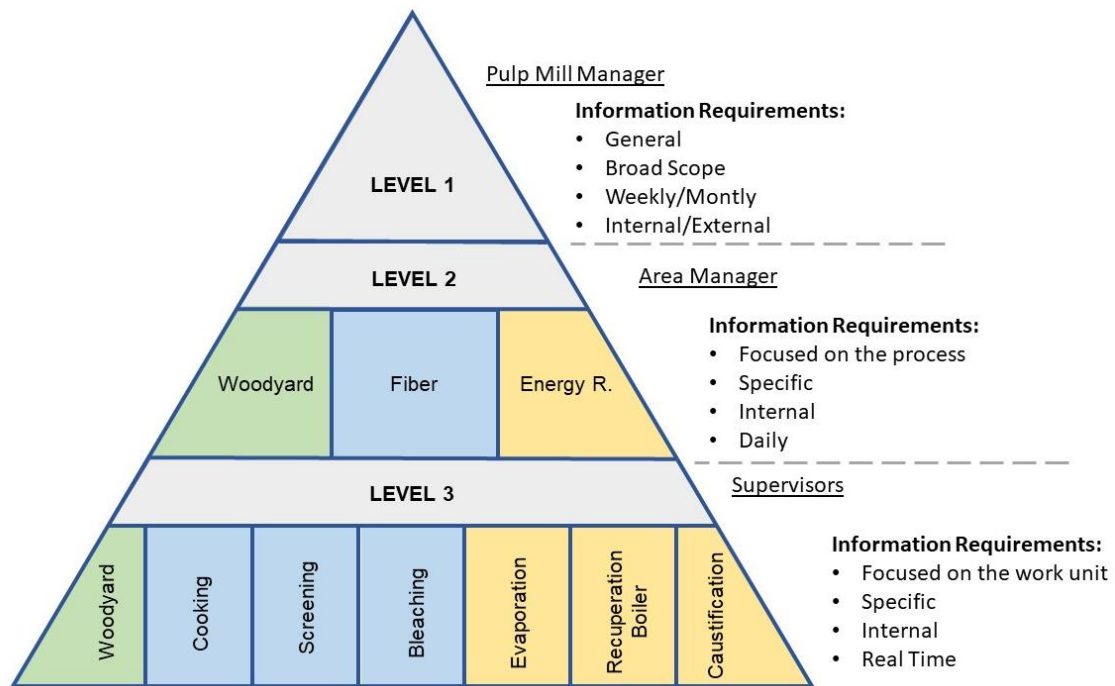 Pulp Mill Manager
Information Requirements:
• General
• Broad Scope
• Weekly/Montly
• Internal/External
LEVEL 1
LEVEL 2
Area Manager
Information Requirements:
• Focused on the process
• Specific
• Internal
• Daily
Woodyard
Fiber
Energy R.
LEVEL 3
Supervisors
Information Requirements:
• Focused on the work unit
• Specific
• Internal
• Real Time
Woodyard
Cooking
Screening
Bleaching
Evaporation
Recuperation
Boiler
Caustification